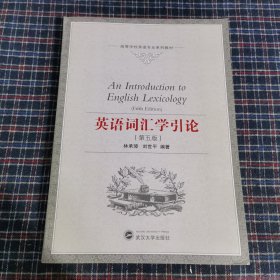 高等学校英语专业系列教材
An Introduction to
English Lexicology
(Fifth Edition)
英语词汇学引论
［第五版］
林承璋 刘世平 编著
武汉大学出版社